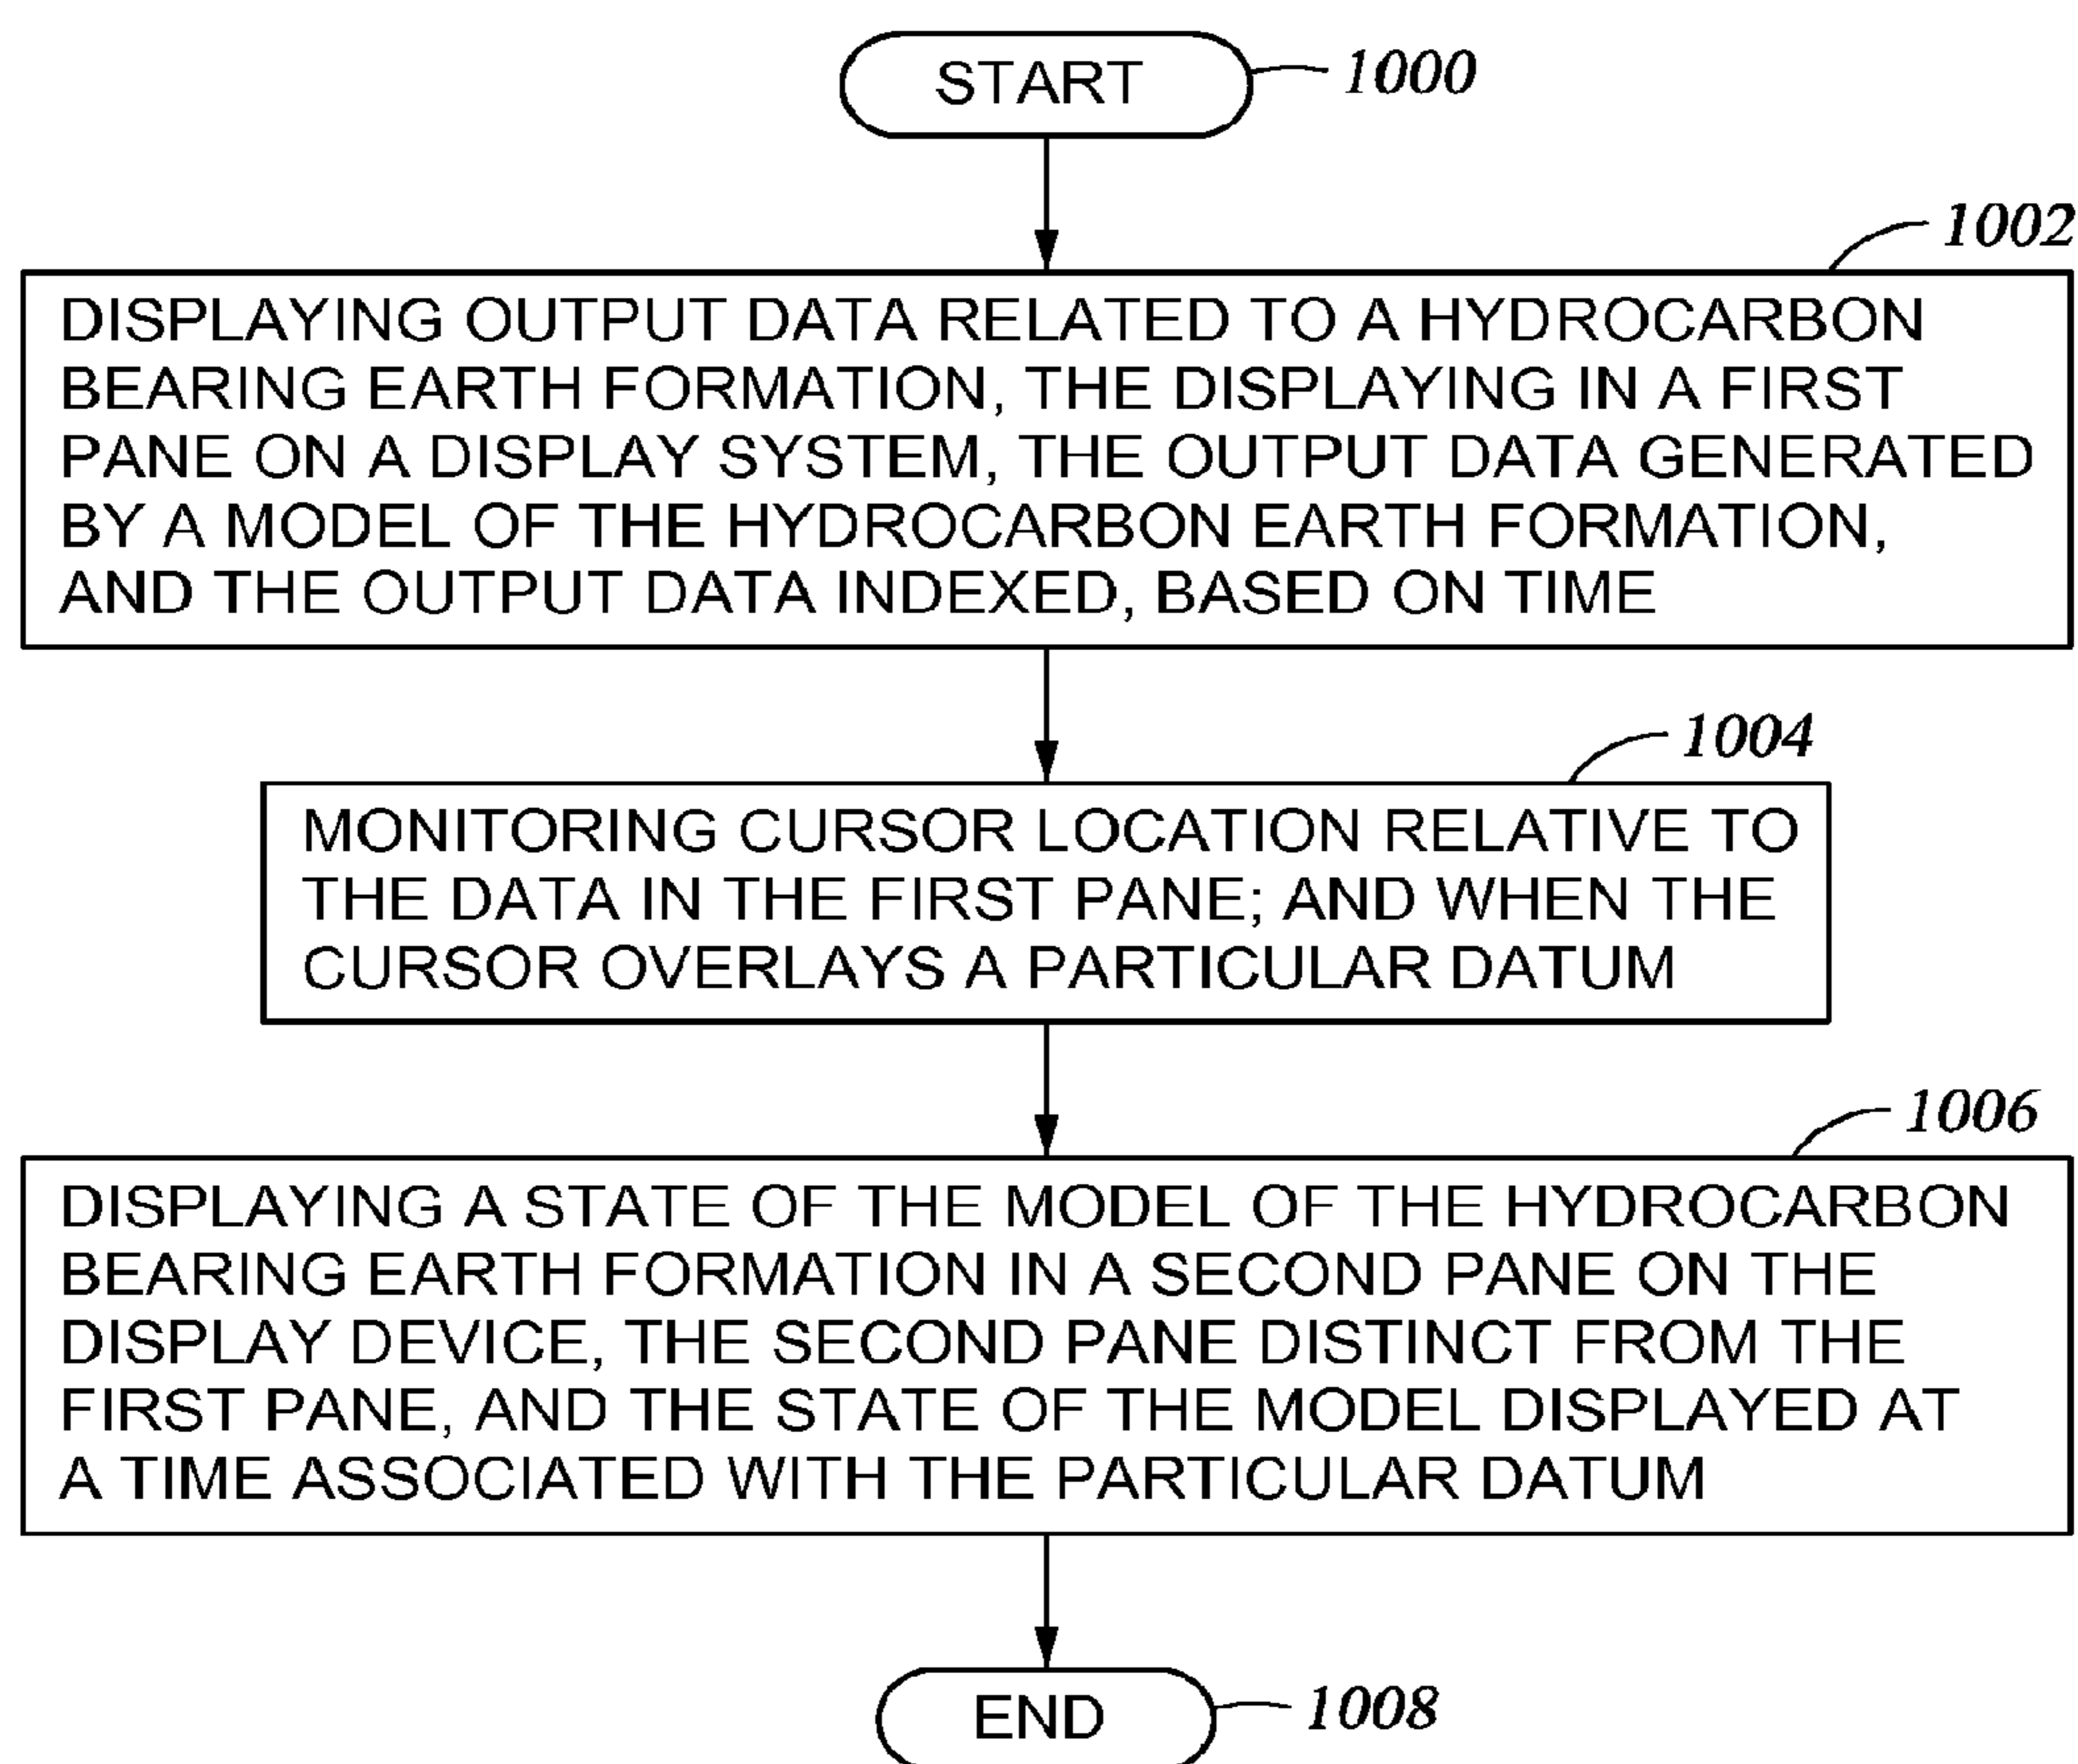 START
1000
1002
DISPLAYING OUTPUT DATA RELATED TO A HYDROCARBON
BEARING EARTH FORMATION, THE DISPLAYING IN A FIRST
PANE ON A DISPLAY SYSTEM, THE OUTPUT DATA GENERATED
BY A MODEL OF THE HYDROCARBON EARTH FORMATION,
AND THE OUTPUT DATA INDEXED, BASED ON TIME
1004
MONITORING CURSOR LOCATION RELATIVE TO
THE DATA IN THE FIRST PANE; AND WHEN THE
CURSOR OVERLAYS A PARTICULAR DATUM
1006
DISPLAYING A STATE OF THE MODEL OF THE HYDROCARBON
BEARING EARTH FORMATION IN A SECOND PANE ON THE
DISPLAY DEVICE, THE SECOND PANE DISTINCT FROM THE
FIRST PANE, AND THE STATE OF THE MODEL DISPLAYED AT
A TIME ASSOCIATED WITH THE PARTICULAR DATUM
END
1008